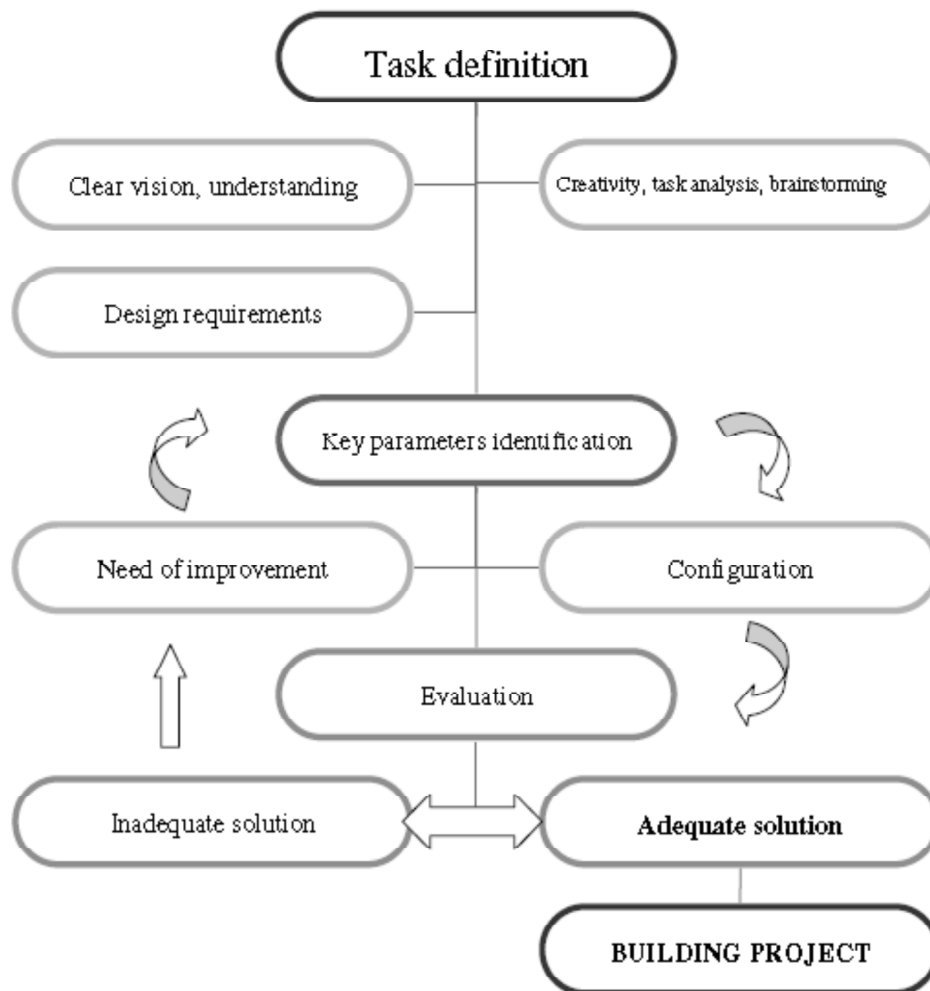 Task definition
Clear vision, understanding
Creativity, task analysis, brainstorming
Design requirements
Key parameters identification
Need of improvement
Configuration
Evaluation
Inadequate solution
Adequate solution
BUILDING PROJECT